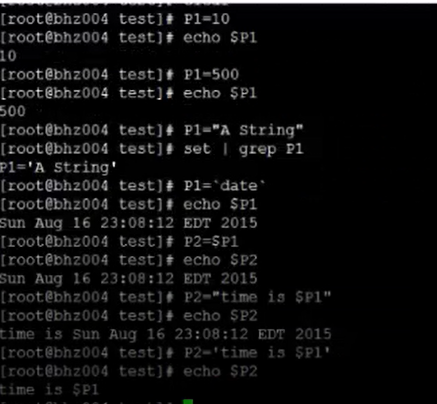 [root@bhz004 test]# P1=10
[root@bhz004 test]# echo $P1
10
[root@bhz004 test]# P1=500
[root@bhz004 test]# echo $P1
500
[root@bhz004 test]# P1="A String"
[root@bhz004 test]# set | grep P1
P1='A String'
[root@bhz004 test]# P1=`date`
[root@bhz004 test]# echo $P1
Sun Aug 16 23:08:12 EDT 2015
[root@bhz004 test]# P2=$P1
[root@bhz004 test]# echo $P2
Sun Aug 16 23:08:12 EDT 2015
[root@bhz004 test]# P2="time is $P1"
[root@bhz004 test]# echo $P2
time is Sun Aug 16 23:08:12 EDT 2015
[root@bhz004 test]# P2='time is $P1'
[root@bhz004 test]# echo $P2
time is $P1